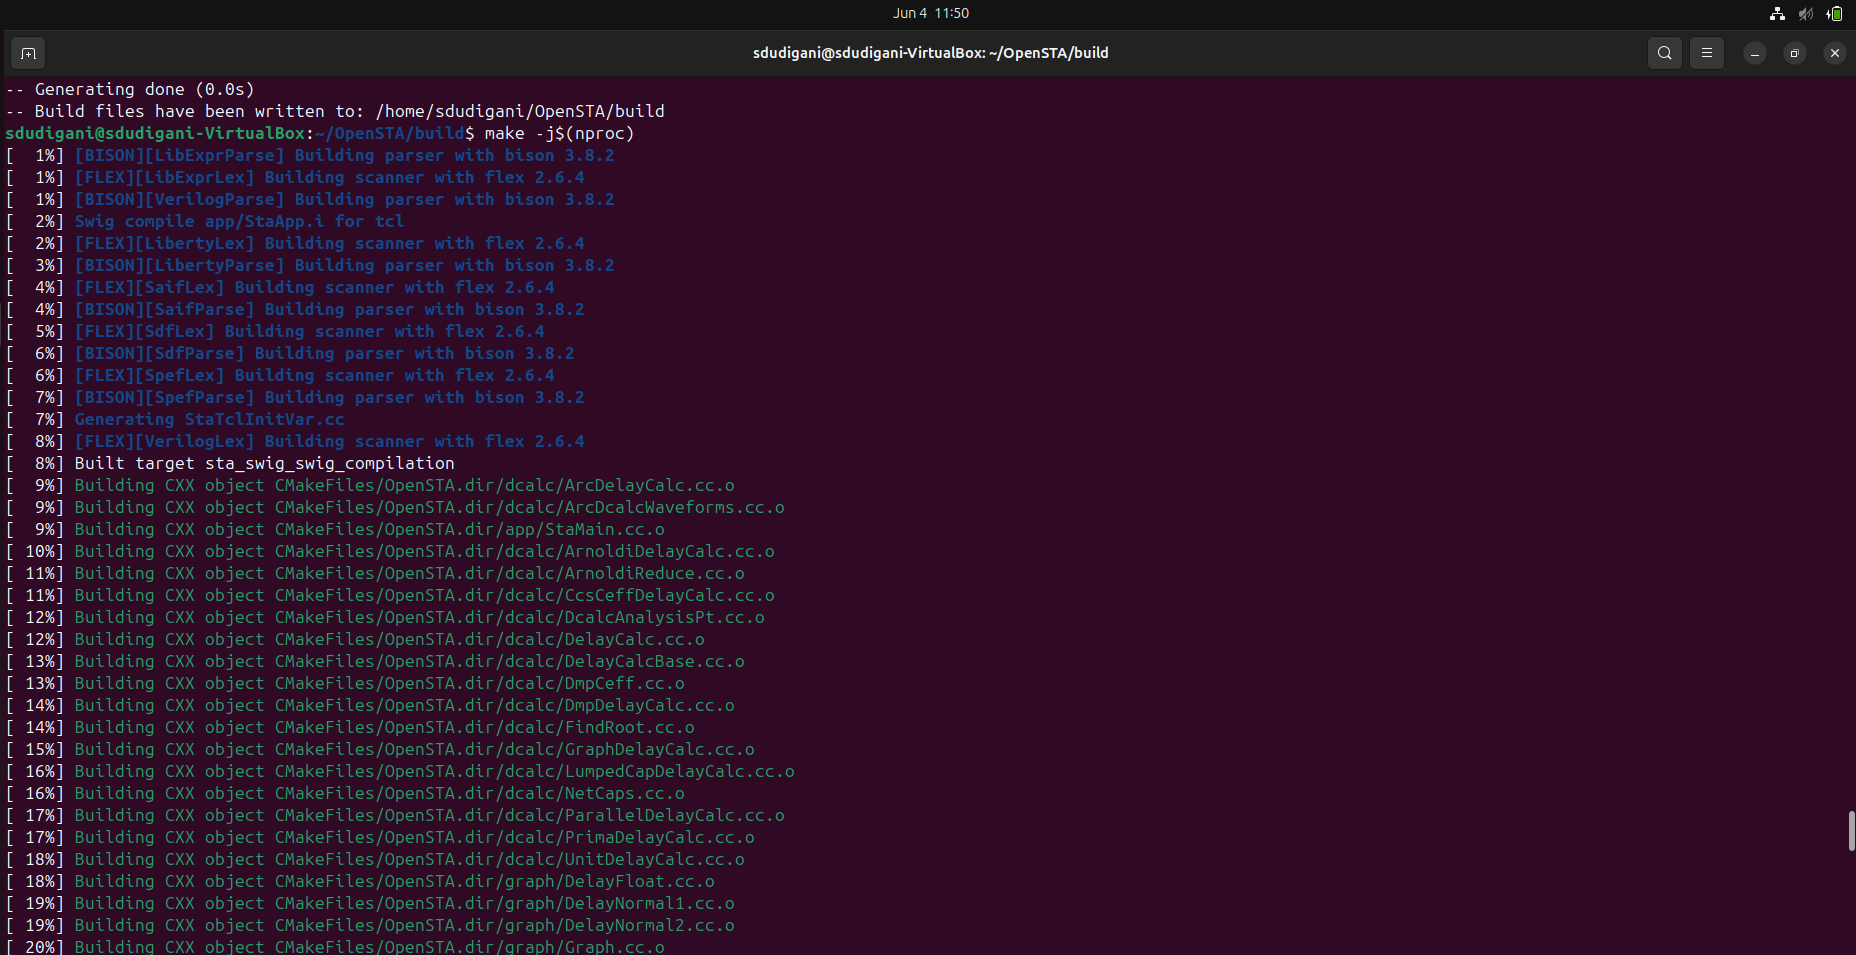 Jun 4 11:50
sdudigani@sdudigani-VirtualBox: ~/OpenSTA/build
-- Generating done (0.0s)
-- Build files have been written to: /home/sdudigani/OpenSTA/build
sdudigani@sdudigani-VirtualBox:~/OpenSTA/build$ make -j$(nproc)
[  1%] [BISON][LibExprParse] Building parser with bison 3.8.2
[  1%] [FLEX][LibExprLex] Building scanner with flex 2.6.4
[  1%] [BISON][VerilogParse] Building parser with bison 3.8.2
[  2%] Swig compile app/StaApp.i for tcl
[  2%] [FLEX][LibertyLex] Building scanner with flex 2.6.4
[  3%] [BISON][LibertyParse] Building parser with bison 3.8.2
[  4%] [FLEX][SaifLex] Building scanner with flex 2.6.4
[  4%] [BISON][SaifParse] Building parser with bison 3.8.2
[  5%] [FLEX][SdfLex] Building scanner with flex 2.6.4
[  6%] [BISON][SdfParse] Building parser with bison 3.8.2
[  6%] [FLEX][SpefLex] Building scanner with flex 2.6.4
[  7%] [BISON][SpefParse] Building parser with bison 3.8.2
[  7%] Generating StaTclInitVar.cc
[  8%] [FLEX][VerilogLex] Building scanner with flex 2.6.4
[  8%] Built target sta_swig_swig_compilation
[  9%] Building CXX object CMakeFiles/OpenSTA.dir/dcalc/ArcDelayCalc.cc.o
[  9%] Building CXX object CMakeFiles/OpenSTA.dir/dcalc/ArcDcalcWaveforms.cc.o
[  9%] Building CXX object CMakeFiles/OpenSTA.dir/app/StaMain.cc.o
[ 10%] Building CXX object CMakeFiles/OpenSTA.dir/dcalc/ArnoldiDelayCalc.cc.o
[ 11%] Building CXX object CMakeFiles/OpenSTA.dir/dcalc/ArnoldiReduce.cc.o
[ 11%] Building CXX object CMakeFiles/OpenSTA.dir/dcalc/CcsCeffDelayCalc.cc.o
[ 12%] Building CXX object CMakeFiles/OpenSTA.dir/dcalc/DcalcAnalysisPt.cc.o
[ 12%] Building CXX object CMakeFiles/OpenSTA.dir/dcalc/DelayCalc.cc.o
[ 13%] Building CXX object CMakeFiles/OpenSTA.dir/dcalc/DelayCalcBase.cc.o
[ 13%] Building CXX object CMakeFiles/OpenSTA.dir/dcalc/DmpCeff.cc.o
[ 14%] Building CXX object CMakeFiles/OpenSTA.dir/dcalc/DmpDelayCalc.cc.o
[ 14%] Building CXX object CMakeFiles/OpenSTA.dir/dcalc/FindRoot.cc.o
[ 15%] Building CXX object CMakeFiles/OpenSTA.dir/dcalc/GraphDelayCalc.cc.o
[ 16%] Building CXX object CMakeFiles/OpenSTA.dir/dcalc/LumpedCapDelayCalc.cc.o
[ 16%] Building CXX object CMakeFiles/OpenSTA.dir/dcalc/NetCaps.cc.o
[ 17%] Building CXX object CMakeFiles/OpenSTA.dir/dcalc/ParallelDelayCalc.cc.o
[ 17%] Building CXX object CMakeFiles/OpenSTA.dir/dcalc/PrimaDelayCalc.cc.o
[ 18%] Building CXX object CMakeFiles/OpenSTA.dir/dcalc/UnitDelayCalc.cc.o
[ 18%] Building CXX object CMakeFiles/OpenSTA.dir/graph/DelayFloat.cc.o
[ 19%] Building CXX object CMakeFiles/OpenSTA.dir/graph/DelayNormal1.cc.o
[ 19%] Building CXX object CMakeFiles/OpenSTA.dir/graph/DelayNormal2.cc.o
[ 20%] Building CXX object CMakeFiles/OpenSTA.dir/graph/Graph.cc.o